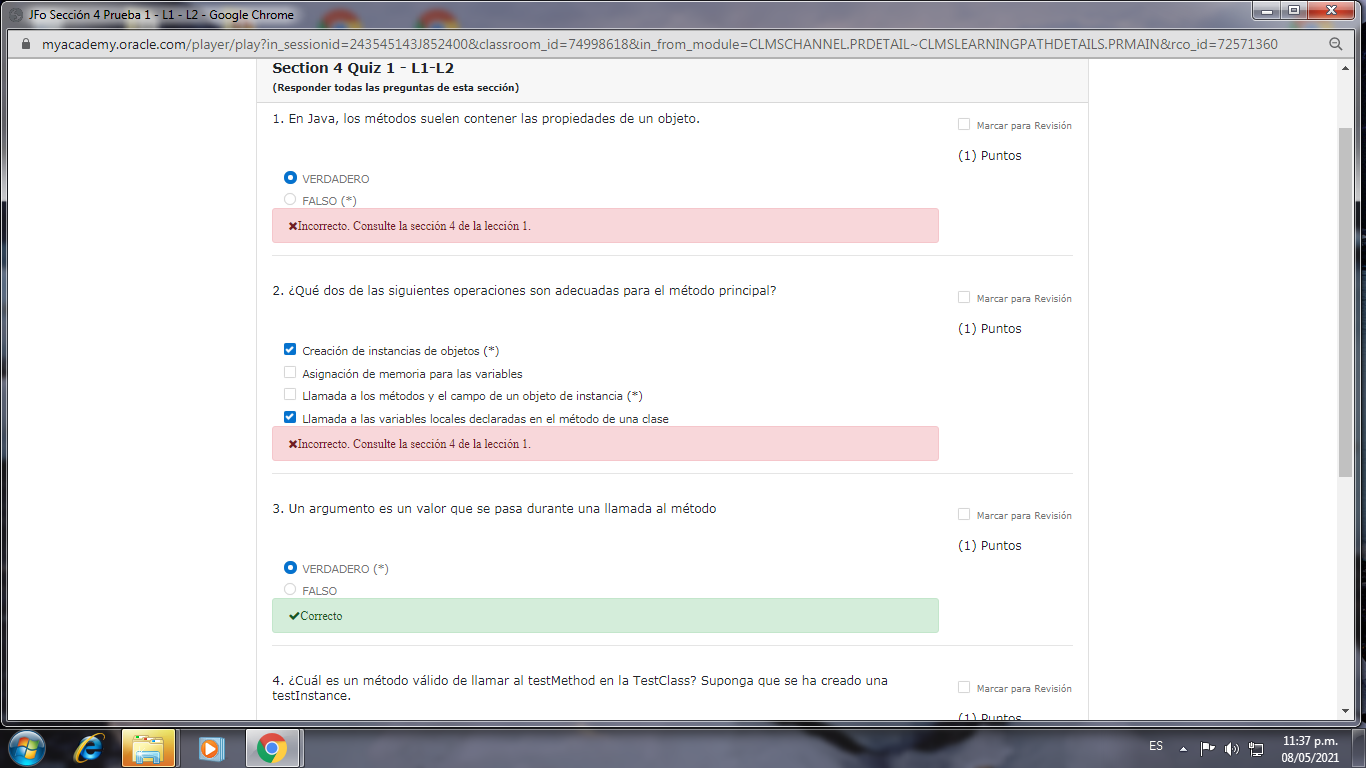 JFo Sección 4 Prueba 1 - L1 - L2 - Google Chrome
myacademy.oracle.com/player/play?in_sessionid=243545143J852400&classroom_id=74998618&in_from_module=CLMSCHANNEL.PRDETAIL~CLMSLEARNINGPATHDETAILS.PRMAIN&rco_id=72571360
Section 4 Quiz 1 - L1-L2
(Responder todas las preguntas de esta sección)
1. En Java, los métodos suelen contener las propiedades de un objeto.
Marcar para Revisión
(1) Puntos
VERDADERO
FALSO (*)
Incorrecto. Consulte la sección 4 de la lección 1.
2. ¿Qué dos de las siguientes operaciones son adecuadas para el método principal?
Marcar para Revisión
(1) Puntos
Creación de instancias de objetos (*)
Asignación de memoria para las variables
Llamada a los métodos y el campo de un objeto de instancia (*)
Llamada a las variables locales declaradas en el método de una clase
Incorrecto. Consulte la sección 4 de la lección 1.
3. Un argumento es un valor que se pasa durante una llamada al método
Marcar para Revisión
(1) Puntos
VERDADERO (*)
FALSO
Correcto
4. ¿Cuál es un método válido de llamar al testMethod en la TestClass? Suponga que se ha creado una
testInstance.
Marcar para Revisión
(1) Puntos
ES
11:37 p.m.
08/05/2021